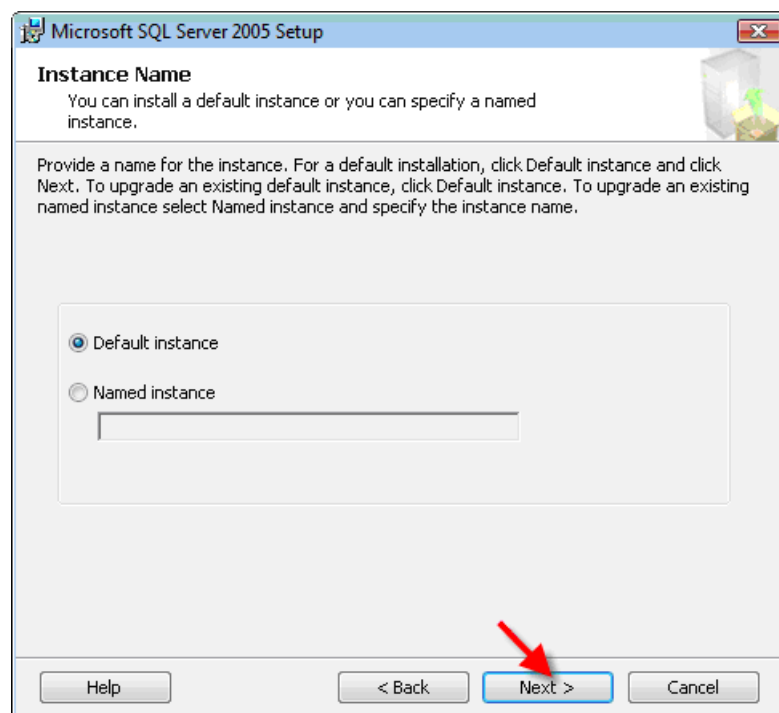 Microsoft SQL Server 2005 Setup
Instance Name
You can install a default instance or you can specify a named
instance.
Provide a name for the instance. For a default installation, click Default instance and click
Next. To upgrade an existing default instance, click Default instance. To upgrade an existing
named instance select Named instance and specify the instance name.
Default instance
Named instance
Help
< Back
Next >
Cancel